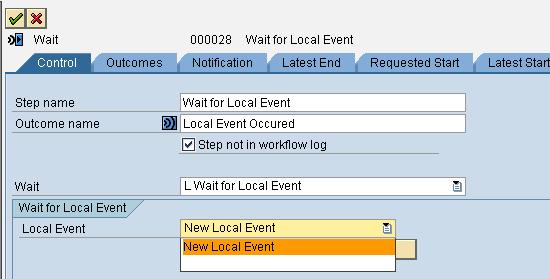 Wait 000028 Wait for Local Event
Control Outcomes Notification Latest End Requested Start Latest Start
Step name Wait for Local Event
Outcome name Local Event Occured
Step not in workflow log
Wait L Wait for Local Event
Wait for Local Event
Local Event New Local Event
New Local Event